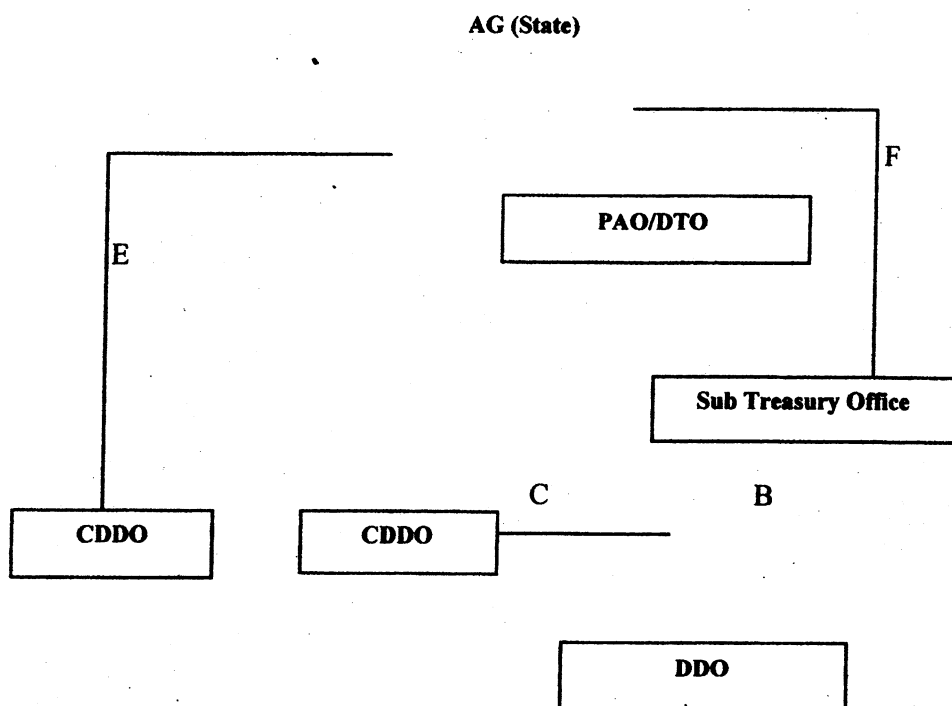 AG (State)
F
PAO/DTO
E
Sub Treasury Office
C B
CDDO CDDO
DDO